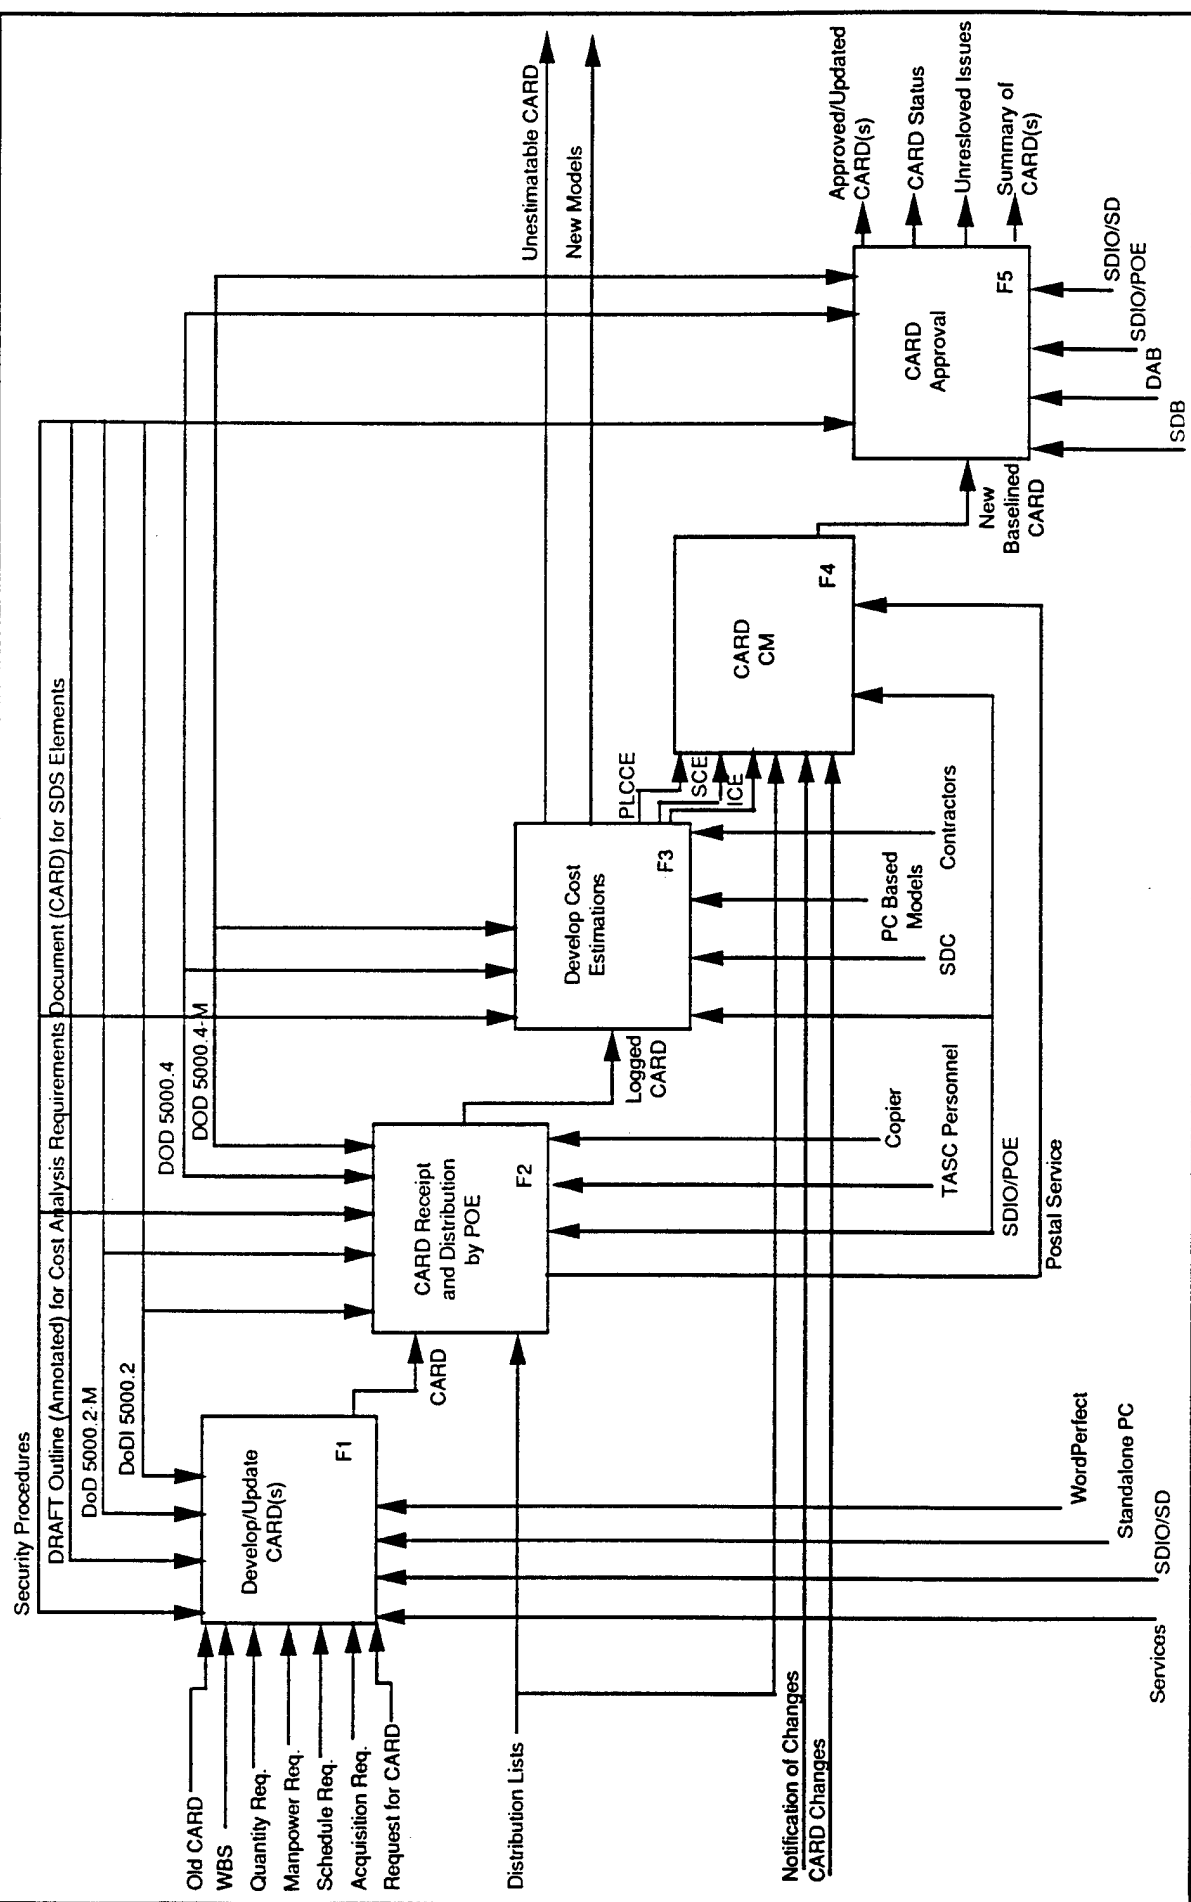 Security Procedures
DRAFT Outline (Annotated) for Cost Analysis Requirements Document (CARD) for SDS Elements
DoD 5000.2-M
DoDI 5000.2
DOD 5000.4
DOD 5000.4-M
Unestimatable CARD
New Models
Old CARD
WBS
Quantity Req.
Manpower Req.
Schedule Req.
Acquisition Req.
Request for CARD
Develop/Update
CARD(s)
F1
CARD
CARD Receipt
and Distribution
by POE
F2
Logged
CARD
Develop Cost
Estimations
F3
PLCCE
SCE
ICE
CARD
CM
F4
New
Baselined
CARD
CARD
Approval
F5
Approved/Updated
CARD(s)
CARD Status
Unresloved Issues
Summary of
CARD(s)
Distribution Lists
Notification of Changes
CARD Changes
Services
SDIO/SD
Standalone PC
WordPerfect
Postal Service
SDIO/POE
TASC Personnel
Copier
SDC
PC Based
Models
Contractors
SDB
DAB
SDIO/POE
SDIO/SD